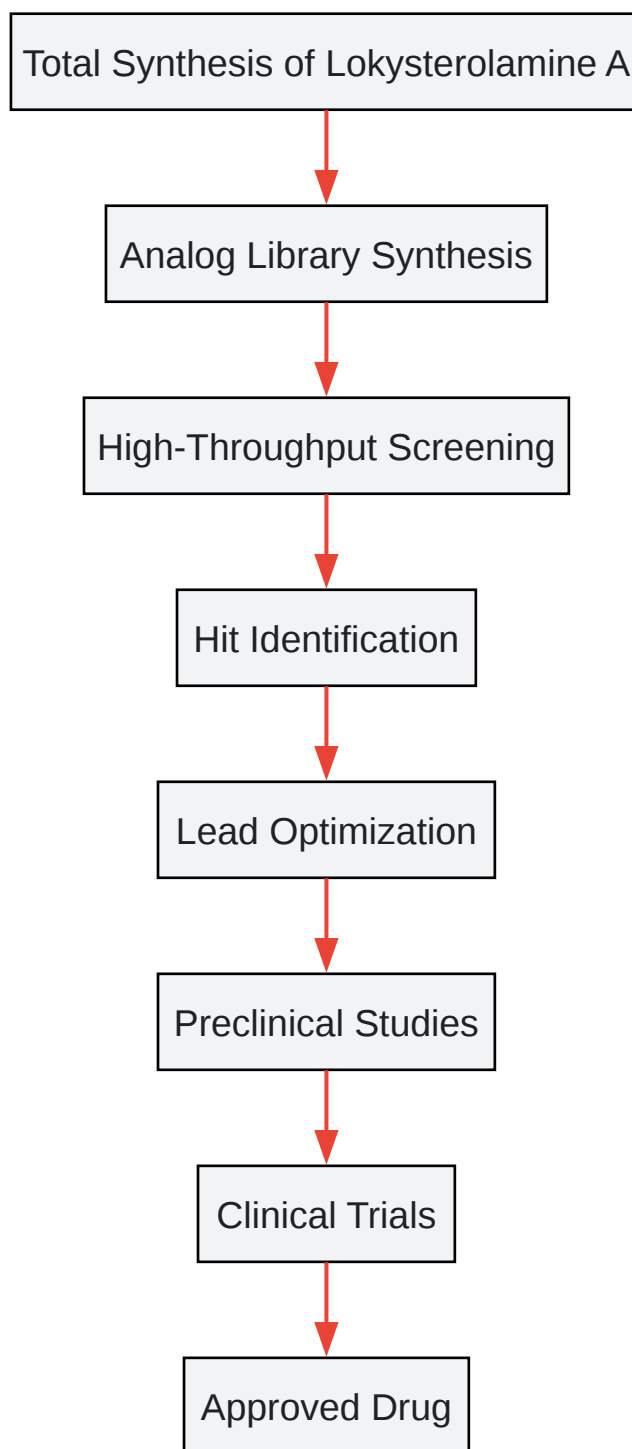 Total Synthesis of Lokysterolamine A
Analog Library Synthesis
High-Throughput Screening
Hit Identification
Lead Optimization
Preclinical Studies
Clinical Trials
Approved Drug